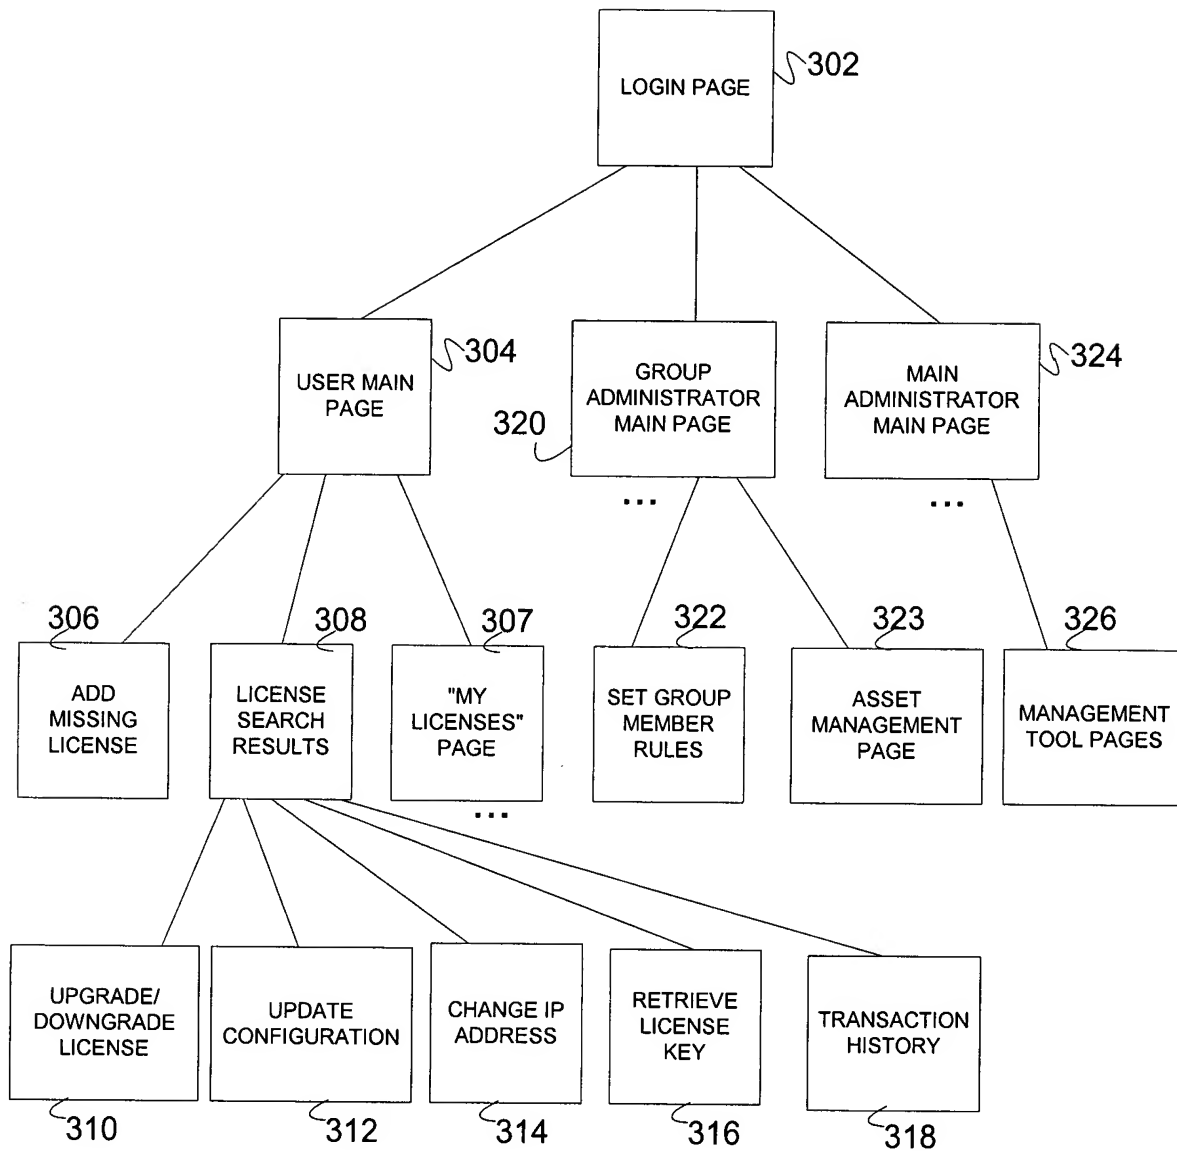 LOGIN PAGE
302
USER MAIN
PAGE
304
GROUP
ADMINISTRATOR
MAIN PAGE
320
MAIN
ADMINISTRATOR
MAIN PAGE
324
...
...
306
ADD
MISSING
LICENSE
308
LICENSE
SEARCH
RESULTS
307
"MY
LICENSES"
PAGE
322
SET GROUP
MEMBER
RULES
323
ASSET
MANAGEMENT
PAGE
326
MANAGEMENT
TOOL PAGES
...
UPGRADE/
DOWNGRADE
LICENSE
310
UPDATE
CONFIGURATION
312
CHANGE IP
ADDRESS
314
RETRIEVE
LICENSE
KEY
316
TRANSACTION
HISTORY
318